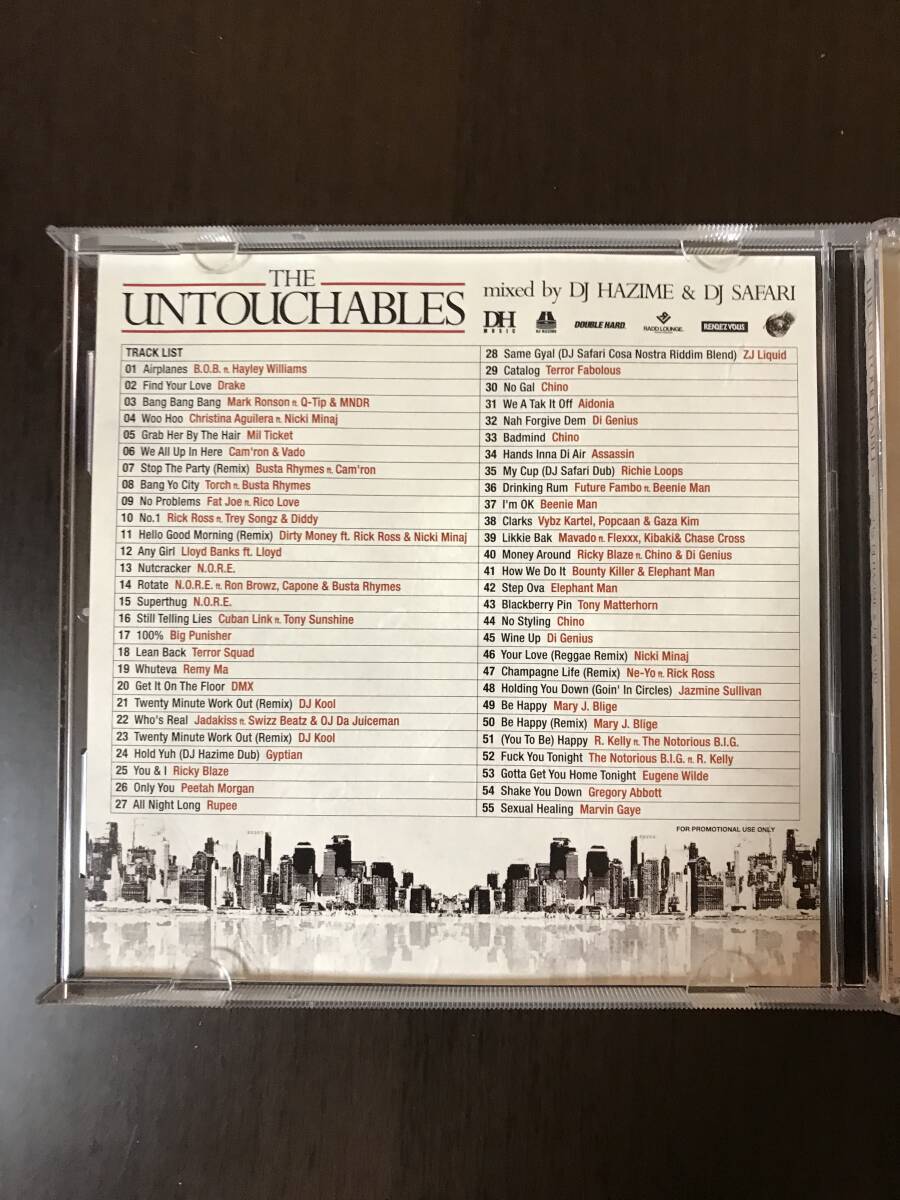 THE
UNTOUCHABLES
mixed by DJ HAZIME & DJ SAFARI
DH
MUSIC
DOUBLE HARD
RADD LOUNGE
RENDEZ VOUS
TRACK LIST
01 Airplanes B.O.B. ft. Hayley Williams
02 Find Your Love Drake
03 Bang Bang Bang Mark Ronson ft. Q-Tip & MNDR
04 Woo Hoo Christina Aguilera ft. Nicki Minaj
05 Grab Her By The Hair Mil Ticket
06 We All Up In Here Cam'ron & Vado
07 Stop The Party (Remix) Busta Rhymes ft. Cam'ron
08 Bang Yo City Torch ft. Busta Rhymes
09 No Problems Fat Joe ft. Rico Love
10 No.1 Rick Ross ft. Trey Songz & Diddy
11 Hello Good Morning (Remix) Dirty Money ft. Rick Ross & Nicki Minaj
12 Any Girl Lloyd Banks ft. Lloyd
13 Nutcracker N.O.R.E.
14 Rotate N.O.R.E. ft. Ron Browz, Capone & Busta Rhymes
15 Superthug N.O.R.E.
16 Still Telling Lies Cuban Link ft. Tony Sunshine
17 100% Big Punisher
18 Lean Back Terror Squad
19 Whuteva Remy Ma
20 Get It On The Floor DMX
21 Twenty Minute Work Out (Remix) DJ Kool
22 Who's Real Jadakiss ft. Swizz Beatz & OJ Da Juiceman
23 Twenty Minute Work Out (Remix) DJ Kool
24 Hold Yuh (DJ Hazime Dub) Gyptian
25 You & I Ricky Blaze
26 Only You Peetah Morgan
27 All Night Long Rupee
28 Same Gyal (DJ Safari Cosa Nostra Riddim Blend) ZJ Liquid
29 Catalog Terror Fabolous
30 No Gal Chino
31 We A Tak It Off Aidonia
32 Nah Forgive Dem Di Genius
33 Badmind Chino
34 Hands Inna Di Air Assassin
35 My Cup (DJ Safari Dub) Richie Loops
36 Drinking Rum Future Fambo ft. Beenie Man
37 I'm OK Beenie Man
38 Clarks Vybz Kartel, Popcaan & Gaza Kim
39 Likkie Bak Mavado ft. Flexxx, Kibaki& Chase Cross
40 Money Around Ricky Blaze ft. Chino & Di Genius
41 How We Do It Bounty Killer & Elephant Man
42 Step Ova Elephant Man
43 Blackberry Pin Tony Matterhorn
44 No Styling Chino
45 Wine Up Di Genius
46 Your Love (Reggae Remix) Nicki Minaj
47 Champagne Life (Remix) Ne-Yo ft. Rick Ross
48 Holding You Down (Goin' In Circles) Jazmine Sullivan
49 Be Happy Mary J. Blige
50 Be Happy (Remix) Mary J. Blige
51 (You To Be) Happy R. Kelly ft. The Notorious B.I.G.
52 Fuck You Tonight The Notorious B.I.G. ft. R. Kelly
53 Gotta Get You Home Tonight Eugene Wilde
54 Shake You Down Gregory Abbott
55 Sexual Healing Marvin Gaye
FOR PROMOTIONAL USE ONLY